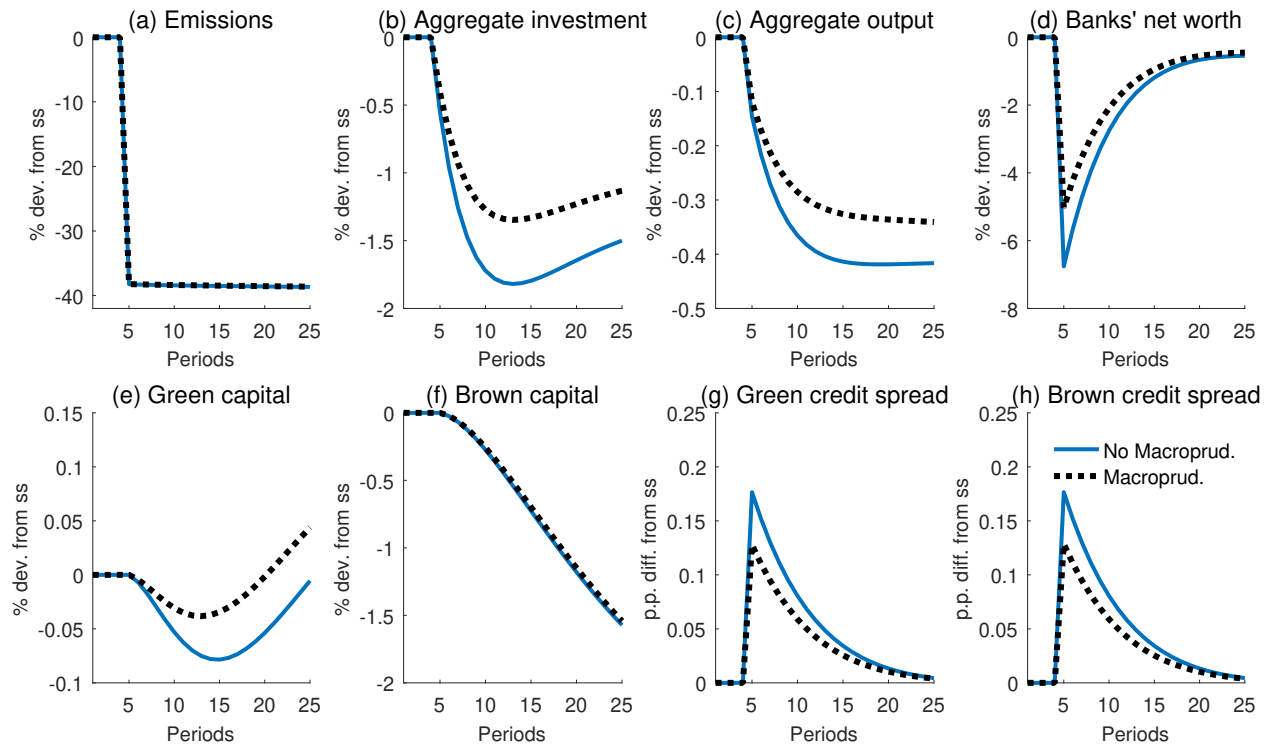 (a) Emissions
(b) Aggregate investment
(c) Aggregate output
(d) Banks' net worth
% dev. from ss
0
-10
-20
-30
-40
5 10 15 20 25
Periods
% dev. from ss
0
-0.5
-1
-1.5
-2
5 10 15 20 25
Periods
% dev. from ss
0
-0.1
-0.2
-0.3
-0.4
-0.5
5 10 15 20 25
Periods
% dev. from ss
0
-2
-4
-6
-8
5 10 15 20 25
Periods
(e) Green capital
(f) Brown capital
(g) Green credit spread
(h) Brown credit spread
% dev. from ss
0.15
0.1
0.05
0
-0.05
-0.1
5 10 15 20 25
Periods
% dev. from ss
0
-0.5
-1
-1.5
-2
5 10 15 20 25
Periods
p.p. diff. from ss
0.25
0.2
0.15
0.1
0.05
0
5 10 15 20 25
Periods
p.p. diff. from ss
0.25
0.2
0.15
0.1
0.05
0
5 10 15 20 25
Periods
No Macroprud.
Macroprud.